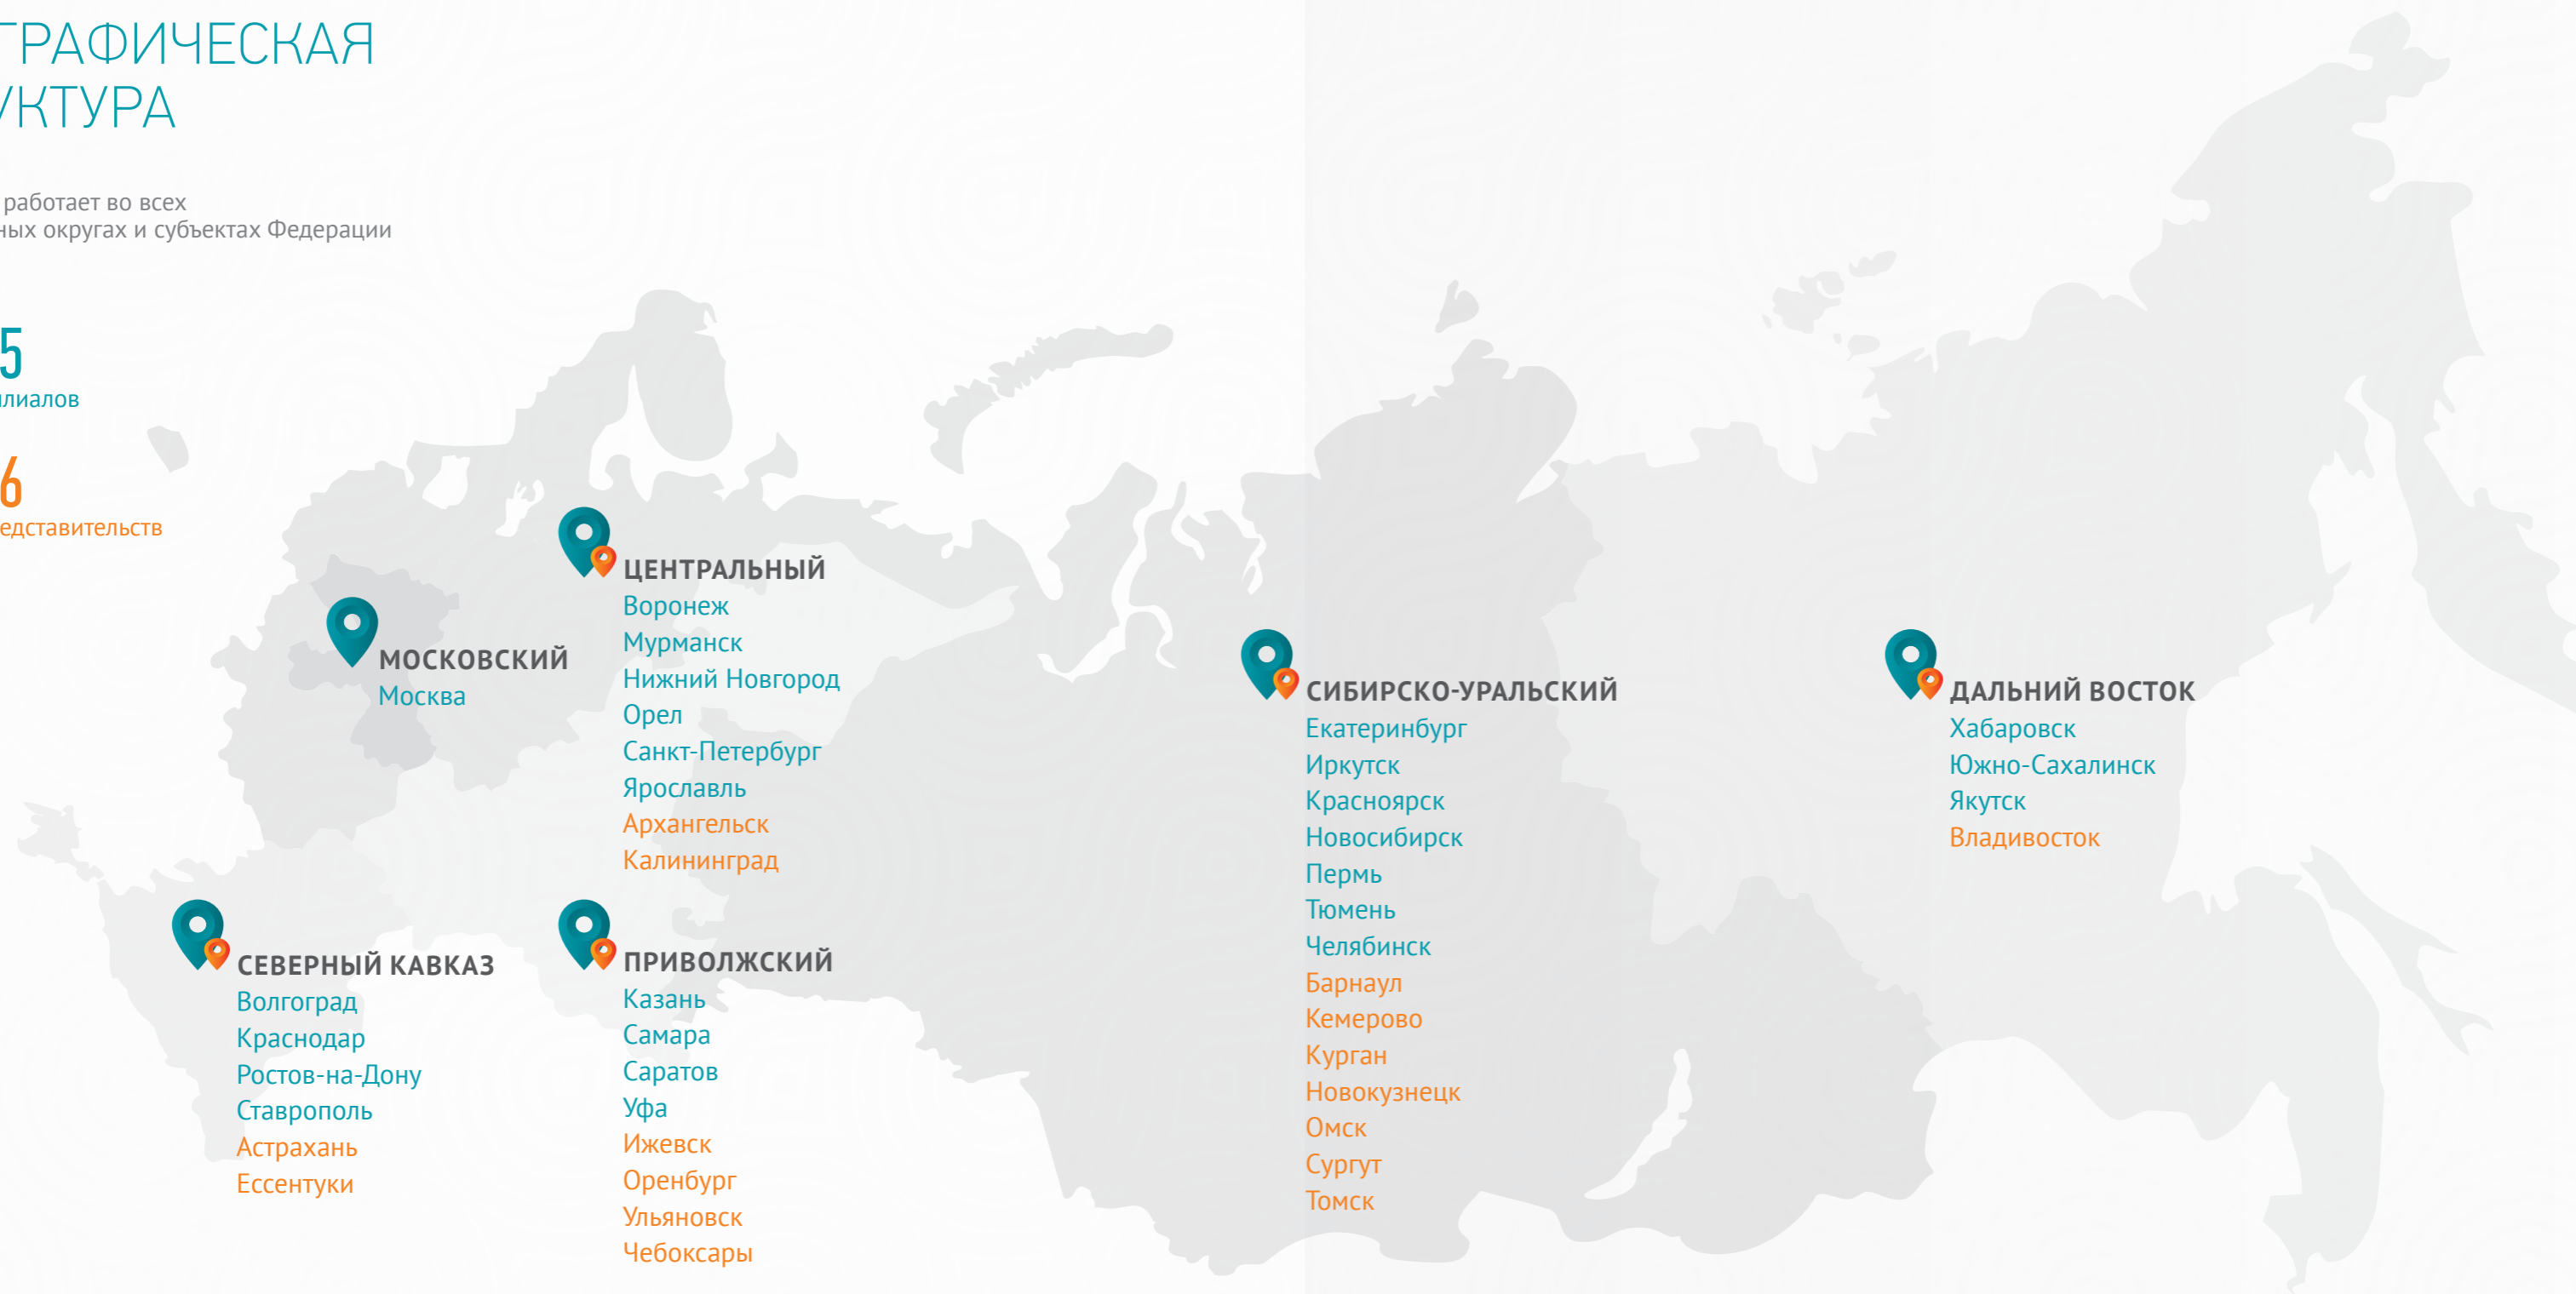 ГРАФИЧЕСКАЯ
УКТУРА
работает во всех
ных округах и субъектах Федерации
5
лиалов
6
едставительств
МОСКОВСКИЙ
Москва
ЦЕНТРАЛЬНЫЙ
Воронеж
Мурманск
Нижний Новгород
Орел
Санкт-Петербург
Ярославль
Архангельск
Калининград
СЕВЕРНЫЙ КАВКАЗ
Волгоград
Краснодар
Ростов-на-Дону
Ставрополь
Астрахань
Ессентуки
ПРИВОЛЖСКИЙ
Казань
Самара
Саратов
Уфа
Ижевск
Оренбург
Ульяновск
Чебоксары
СИБИРСКО-УРАЛЬСКИЙ
Екатеринбург
Иркутск
Красноярск
Новосибирск
Пермь
Тюмень
Челябинск
Барнаул
Кемерово
Курган
Новокузнецк
Омск
Сургут
Томск
ДАЛЬНИЙ ВОСТОК
Хабаровск
Южно-Сахалинск
Якутск
Владивосток